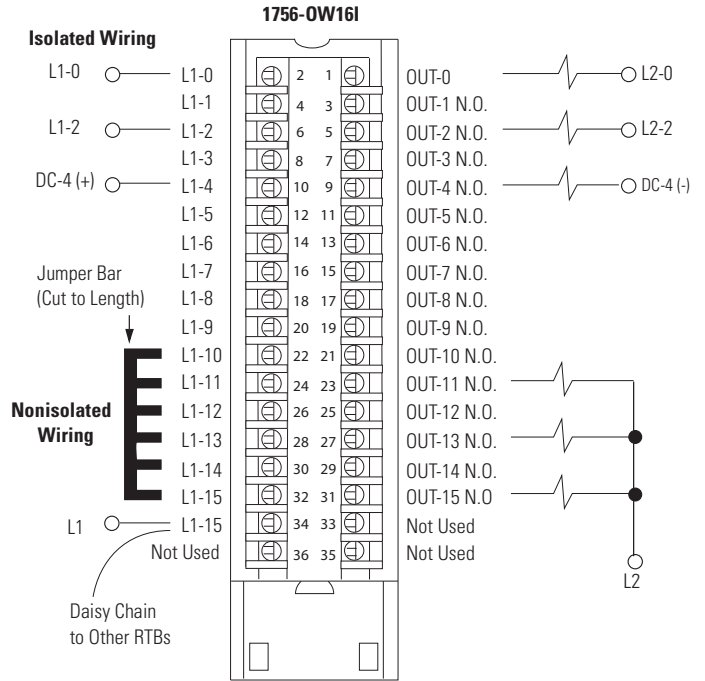 1756-OW16I
Isolated Wiring
L1-0 L1-0 2 1 OUT-0 L2-0
L1-1 4 3 OUT-1 N.O.
L1-2 L1-2 6 5 OUT-2 N.O. L2-2
L1-3 8 7 OUT-3 N.O.
DC-4 (+) L1-4 10 9 OUT-4 N.O. DC-4 (-)
L1-5 12 11 OUT-5 N.O.
L1-6 14 13 OUT-6 N.O.
L1-7 16 15 OUT-7 N.O.
Jumper Bar
(Cut to Length)
L1-8 18 17 OUT-8 N.O.
L1-9 20 19 OUT-9 N.O.
L1-10 22 21 OUT-10 N.O.
L1-11 24 23 OUT-11 N.O.
Nonisolated
Wiring
L1-12 26 25 OUT-12 N.O.
L1-13 28 27 OUT-13 N.O.
L1-14 30 29 OUT-14 N.O.
L1-15 32 31 OUT-15 N.O
L1 L1-15 34 33 Not Used
Not Used 36 35 Not Used
L2
Daisy Chain
to Other RTBs